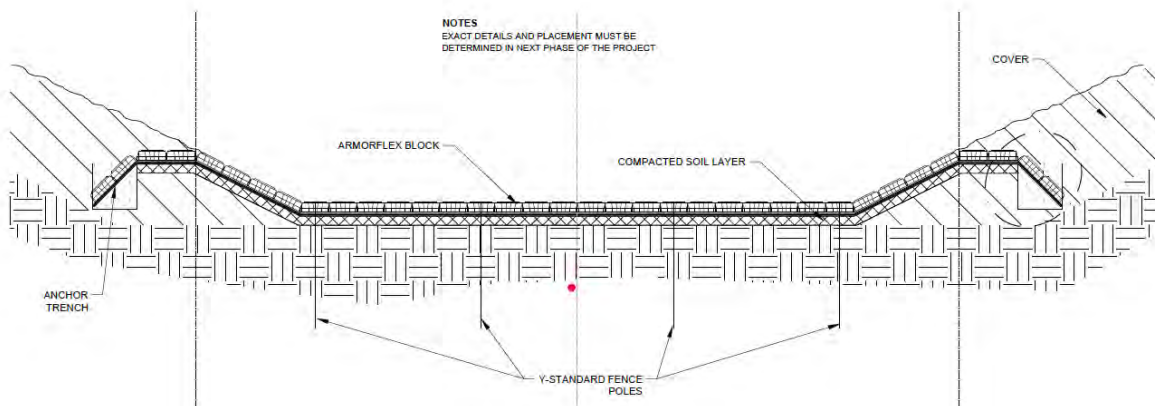 NOTES
EXACT DETAILS AND PLACEMENT MUST BE
DETERMINED IN NEXT PHASE OF THE PROJECT
COVER
ARMORFLEX BLOCK
COMPACTED SOIL LAYER
ANCHOR
TRENCH
Y-STANDARD FENCE
POLES